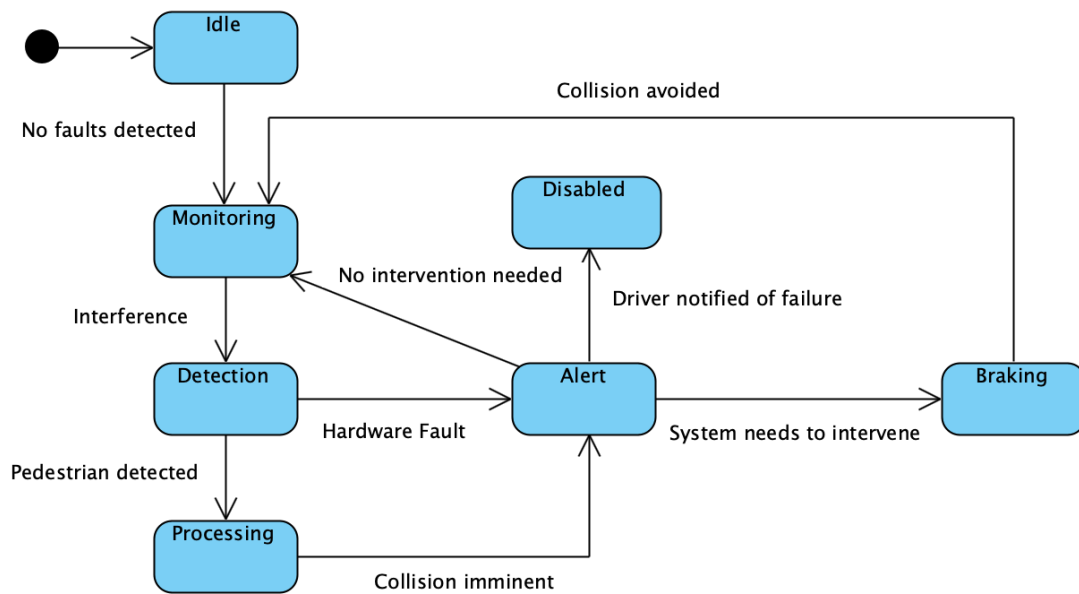 Idle
Collision avoided
No faults detected
Disabled
Monitoring
No intervention needed
Driver notified of failure
Interference
Detection
Alert
Braking
Hardware Fault
System needs to intervene
Pedestrian detected
Processing
Collision imminent